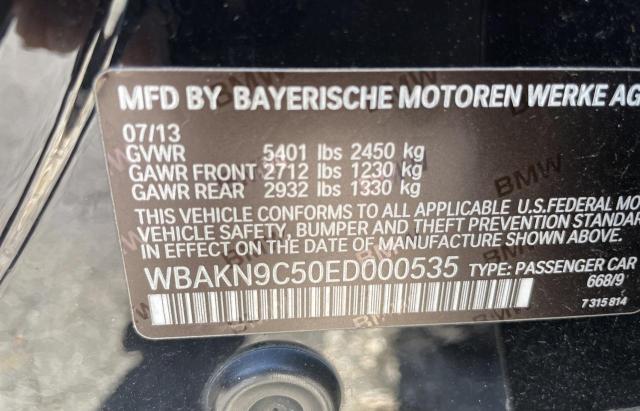 MFD BY BAYERISCHE MOTOREN WERKE AG
07/13
GVWR 5401 lbs 2450 kg
GAWR FRONT 2712 lbs 1230 kg
GAWR REAR 2932 lbs 1330 kg
THIS VEHICLE CONFORMS TO ALL APPLICABLE U.S.FEDERAL MO
VEHICLE SAFETY, BUMPER AND THEFT PREVENTION STANDA
IN EFFECT ON THE DATE OF MANUFACTURE SHOWN ABOVE.
WBAKN9C50ED000535 TYPE: PASSENGER CAR
668/9
7315814